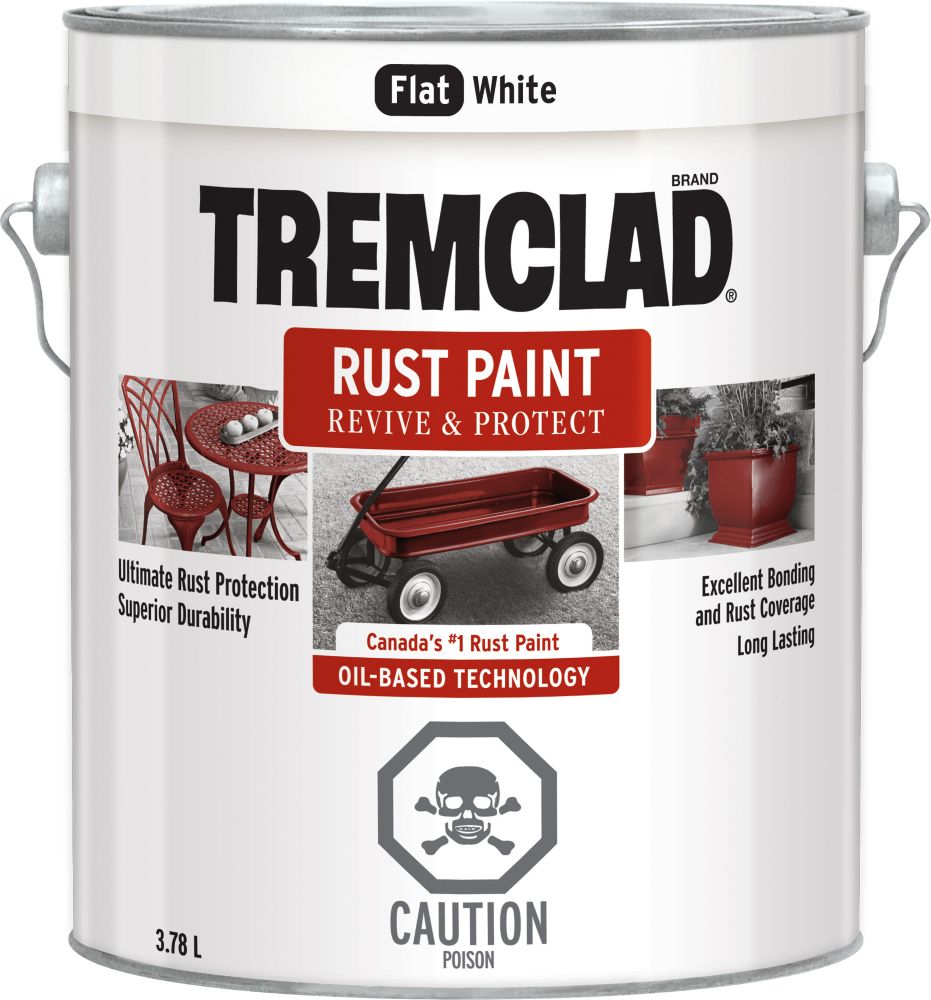 Flat White
BRAND
TREMCLAD®
RUST PAINT
REVIVE & PROTECT
Ultimate Rust Protection
Superior Durability
Excellent Bonding
and Rust Coverage
Long Lasting
Canada's #1 Rust Paint
OIL-BASED TECHNOLOGY
CAUTION
POISON
3.78 L